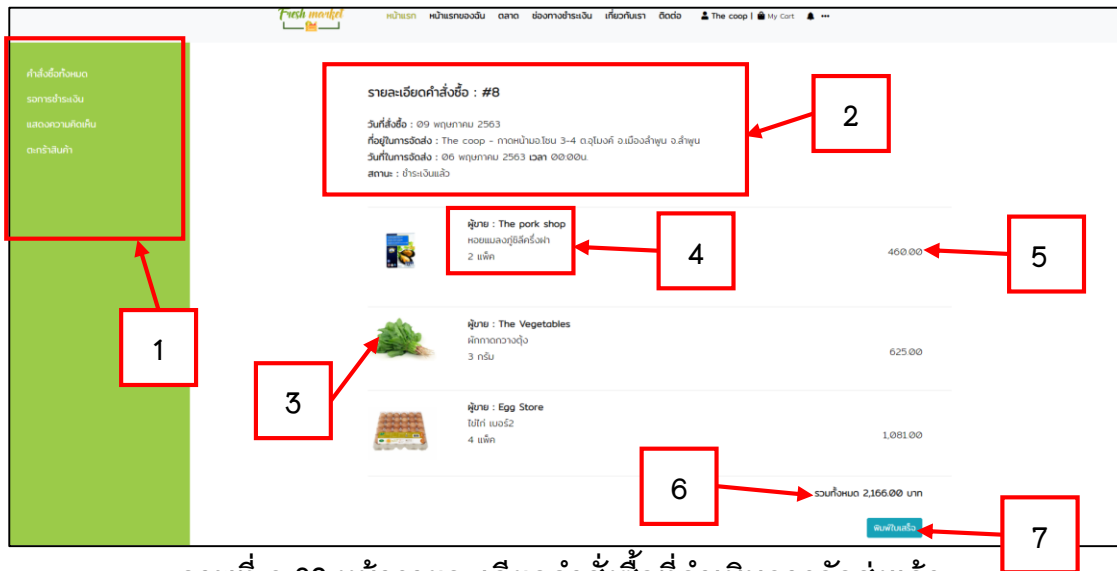 Fresh market
หน้าแรก หน้าแรกของฉัน ตลาด ช่องทางชำระเงิน เกี่ยวกับเรา ติดต่อ The coop | My Cart
คำสั่งซื้อทั้งหมด
รอการชำระเงิน
แสดงความคิดเห็น
ตะกร้าสินค้า
รายละเอียดคำสั่งซื้อ : #8
วันที่สั่งซื้อ : 09 พฤษภาคม 2563
ที่อยู่ในการจัดส่ง : The coop - กาดหน้ามอ.โซน 3-4 ต.อุโมงค์ อ.เมืองลำพูน จ.ลำพูน
วันที่ในการจัดส่ง : 06 พฤษภาคม 2563 เวลา 00:00น.
สถานะ : ชำระเงินแล้ว
2
1
ผู้ขาย : The pork shop
หอยแมลงภู่ชิลีครึ่งฝา
2 แพ็ค
4
460.00
5
3
ผู้ขาย : The Vegetables
ผักกาดกวางตุ้ง
3 กรัม
625.00
ผู้ขาย : Egg Store
ไข่ไก่ เบอร์2
4 แพ็ค
1,081.00
6
รวมทั้งหมด 2,166.00 บาท
พิมพ์ใบเสร็จ
7